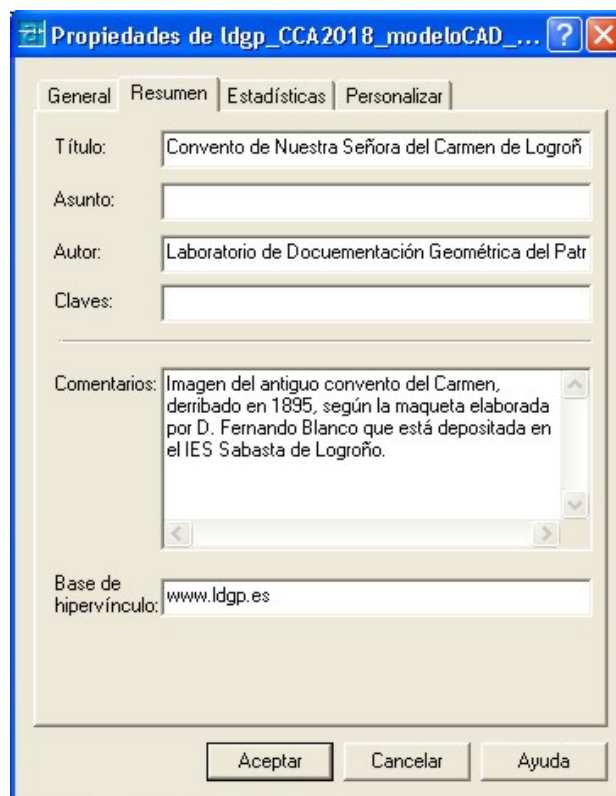 Propiedades de ldgp_CCA2018_modeloCAD_...
General Resumen Estadísticas Personalizar
Título: Convento de Nuestra Señora del Carmen de Logroñ
Asunto:
Autor: Laboratorio de Docuementación Geométrica del Patr
Claves:
Comentarios: Imagen del antiguo convento del Carmen,
derribado en 1895, según la maqueta elaborada
por D. Fernando Blanco que está depositada en
el IES Sabasta de Logroño.
Base de
hipervínculo: www.ldgp.es
Aceptar Cancelar Ayuda